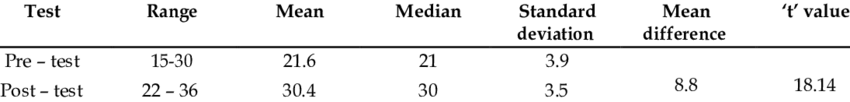 Test Range Mean Median Standard deviation Mean difference ‘t’ value
Pre – test 15-30 21.6 21 3.9
Post – test 22 – 36 30.4 30 3.5 8.8 18.14